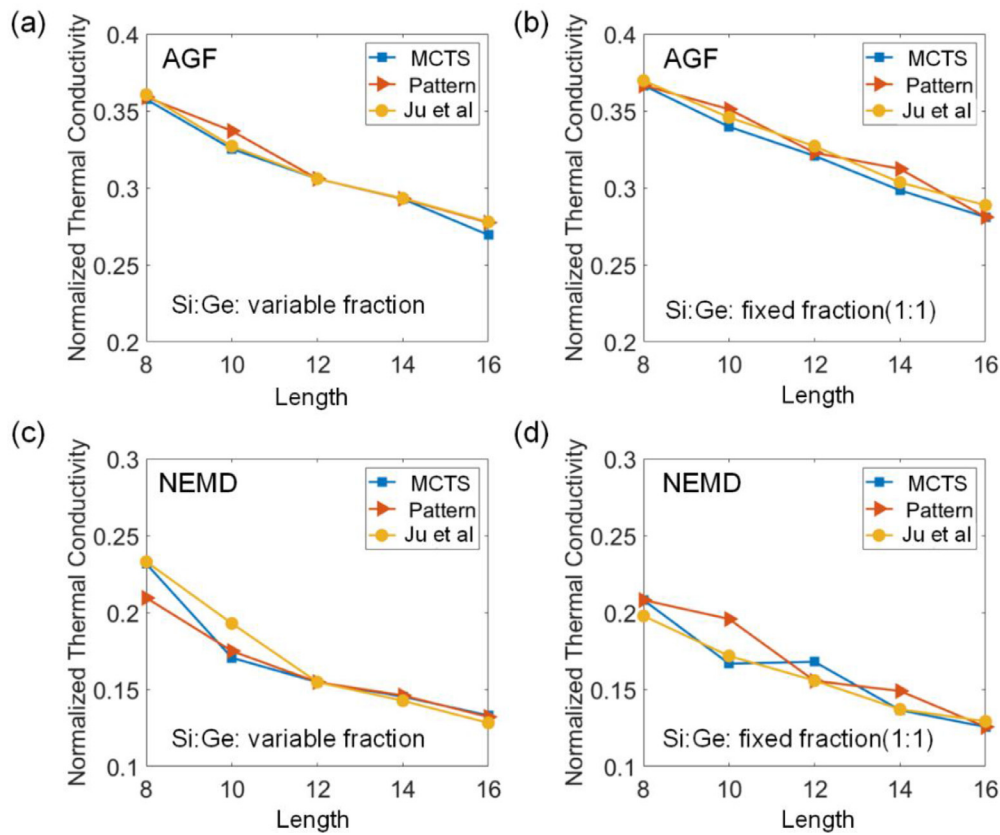 (a)
AGF
MCTS
Pattern
Ju et al
Normalized Thermal Conductivity
0.4
0.35
0.3
0.25
0.2
Si:Ge: variable fraction
8 10 12 14 16
Length
(b)
AGF
MCTS
Pattern
Ju et al
Normalized Thermal Conductivity
0.4
0.35
0.3
0.25
0.2
Si:Ge: fixed fraction(1:1)
8 10 12 14 16
Length
(c)
NEMD
MCTS
Pattern
Ju et al
Normalized Thermal Conductivity
0.3
0.25
0.2
0.15
0.1
Si:Ge: variable fraction
8 10 12 14 16
Length
(d)
NEMD
MCTS
Pattern
Ju et al
Normalized Thermal Conductivity
0.3
0.25
0.2
0.15
0.1
Si:Ge: fixed fraction(1:1)
8 10 12 14 16
Length